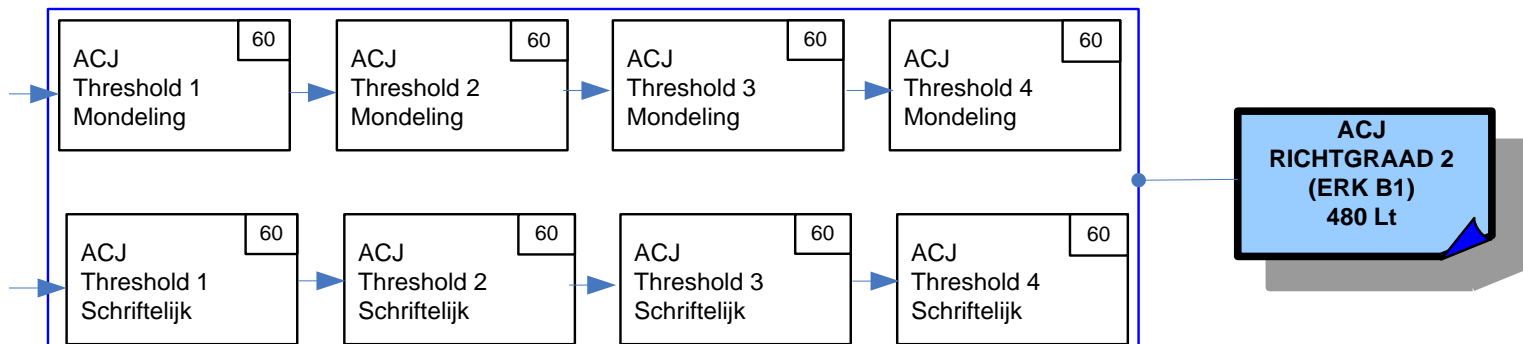 60
ACJ
Threshold 1
Mondeling
60
ACJ
Threshold 2
Mondeling
60
ACJ
Threshold 3
Mondeling
60
ACJ
Threshold 4
Mondeling
60
ACJ
Threshold 1
Schriftelijk
60
ACJ
Threshold 2
Schriftelijk
60
ACJ
Threshold 3
Schriftelijk
60
ACJ
Threshold 4
Schriftelijk
ACJ
RICHTGRAAD 2
(ERK B1)
480 Lt